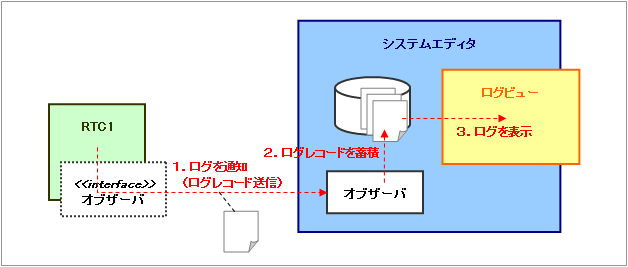 システムエディタ
ログビュー
RTC1
3. ログを表示
2. ログレコードを蓄積
1. ログを通知
(ログレコード送信)
<<interface>>
オブザーバ
オブザーバ